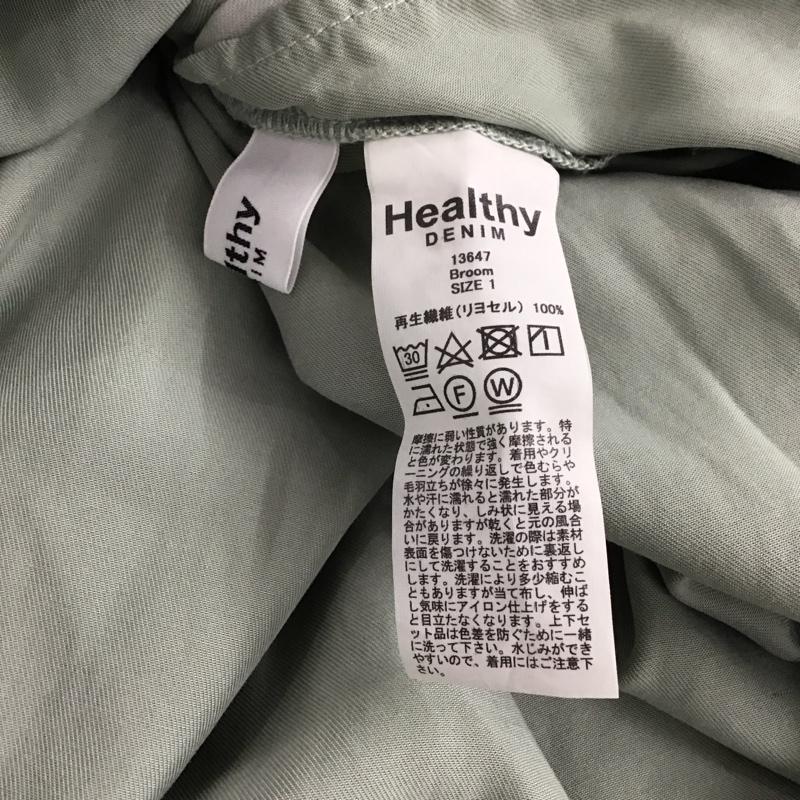 lthy
IM
Healthy
DENIM
13647
Broom
SIZE 1
再生繊維(リヨセル) 100%
30
F
W
摩擦に弱い性質があります。特
に濡れた状態で強く摩擦される
と色が変わります。着用やクリ
ーニングの繰り返しで色むらや
毛羽立ちが徐々に発生します。
水や汗に濡れると濡れた部分が
かたくなり、しみ状に見える場
合がありますが乾くと元の風合
いに戻ります。洗濯の際は素材
表面を傷つけないために裏返し
にして洗濯することをおすすめ
します。洗濯により多少縮むこ
ともありますが当て布し、伸ば
し気味にアイロン仕上げをする
と目立たなくなります。上下セ
ット品は色差を防ぐために一緒
に洗って下さい。水じみができ
やすいので、着用にはご注意下
さい。